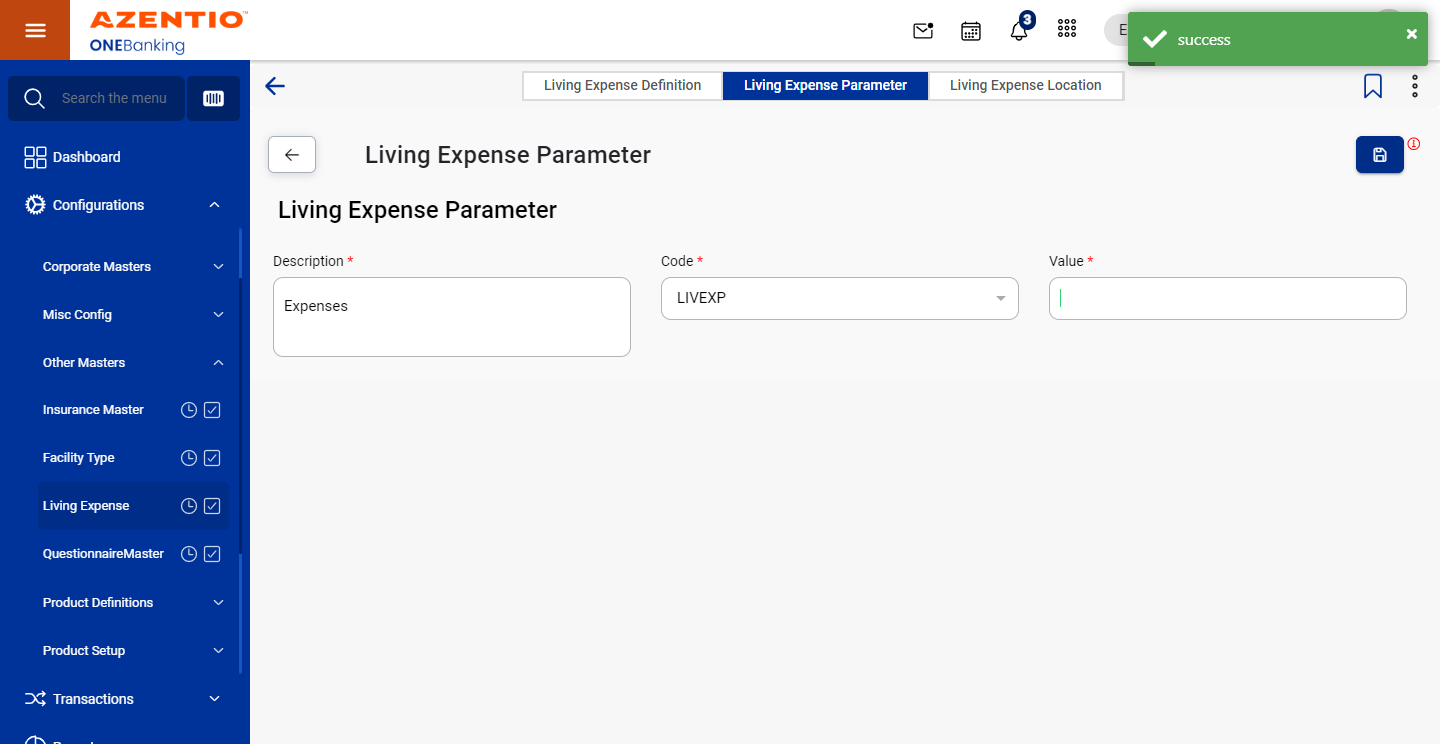 AZENTIO™
ONEBanking
3
E
success
Search the menu
Living Expense Definition
Living Expense Parameter
Living Expense Location
Dashboard
Configurations
Corporate Masters
Misc Config
Other Masters
Insurance Master
Facility Type
Living Expense
QuestionnaireMaster
Product Definitions
Product Setup
Transactions
Living Expense Parameter
Living Expense Parameter
Description *
Code *
Value *
Expenses
LIVEXP